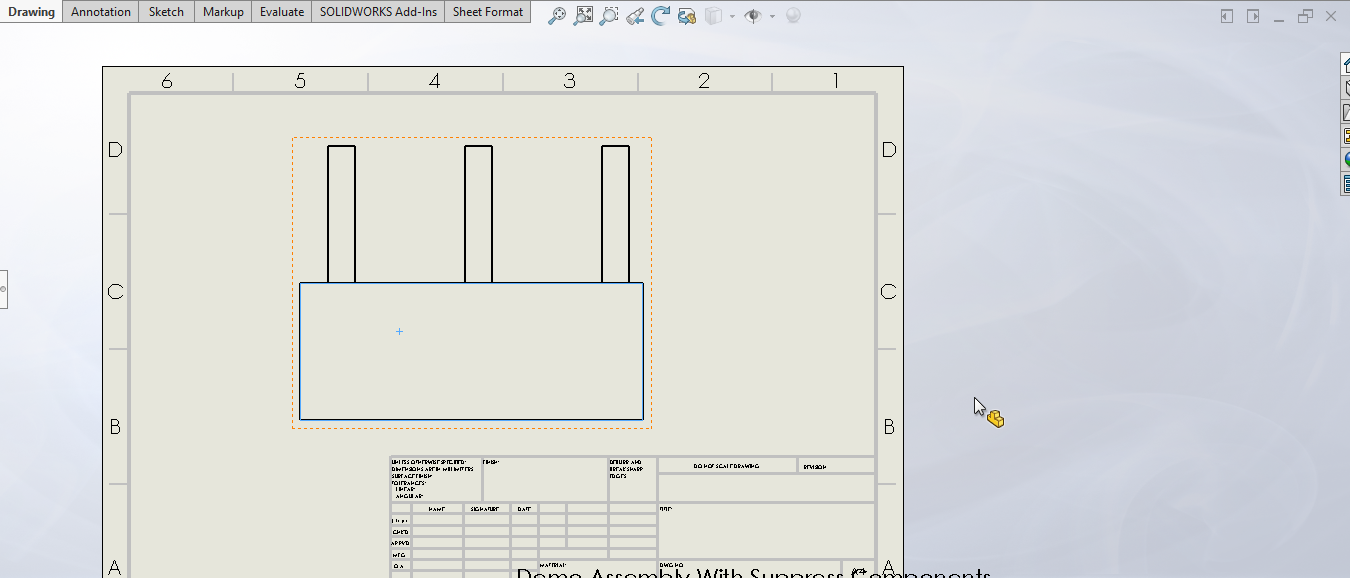 Drawing Annotation Sketch Markup Evaluate SOLIDWORKS Add-Ins Sheet Format
6 5 4 3 2 1
D D
C C
B B
UNLESS OTHERWISE SPECIFIED: FINISH: DEBURR AND DO NOT SCALE DRAWING REVISION
DIMENSIONS ARE IN MILLIMETERS BREAK SHARP
SURFACE FINISH: EDGES
TOLERANCES:
LINEAR:
ANGULAR:
NAME SIGNATURE DATE TITLE:
CHK'D
APPV'D
MFG
Q.A MATERIAL: DWG NO.
A A
Demo Assembly With Suppress Components